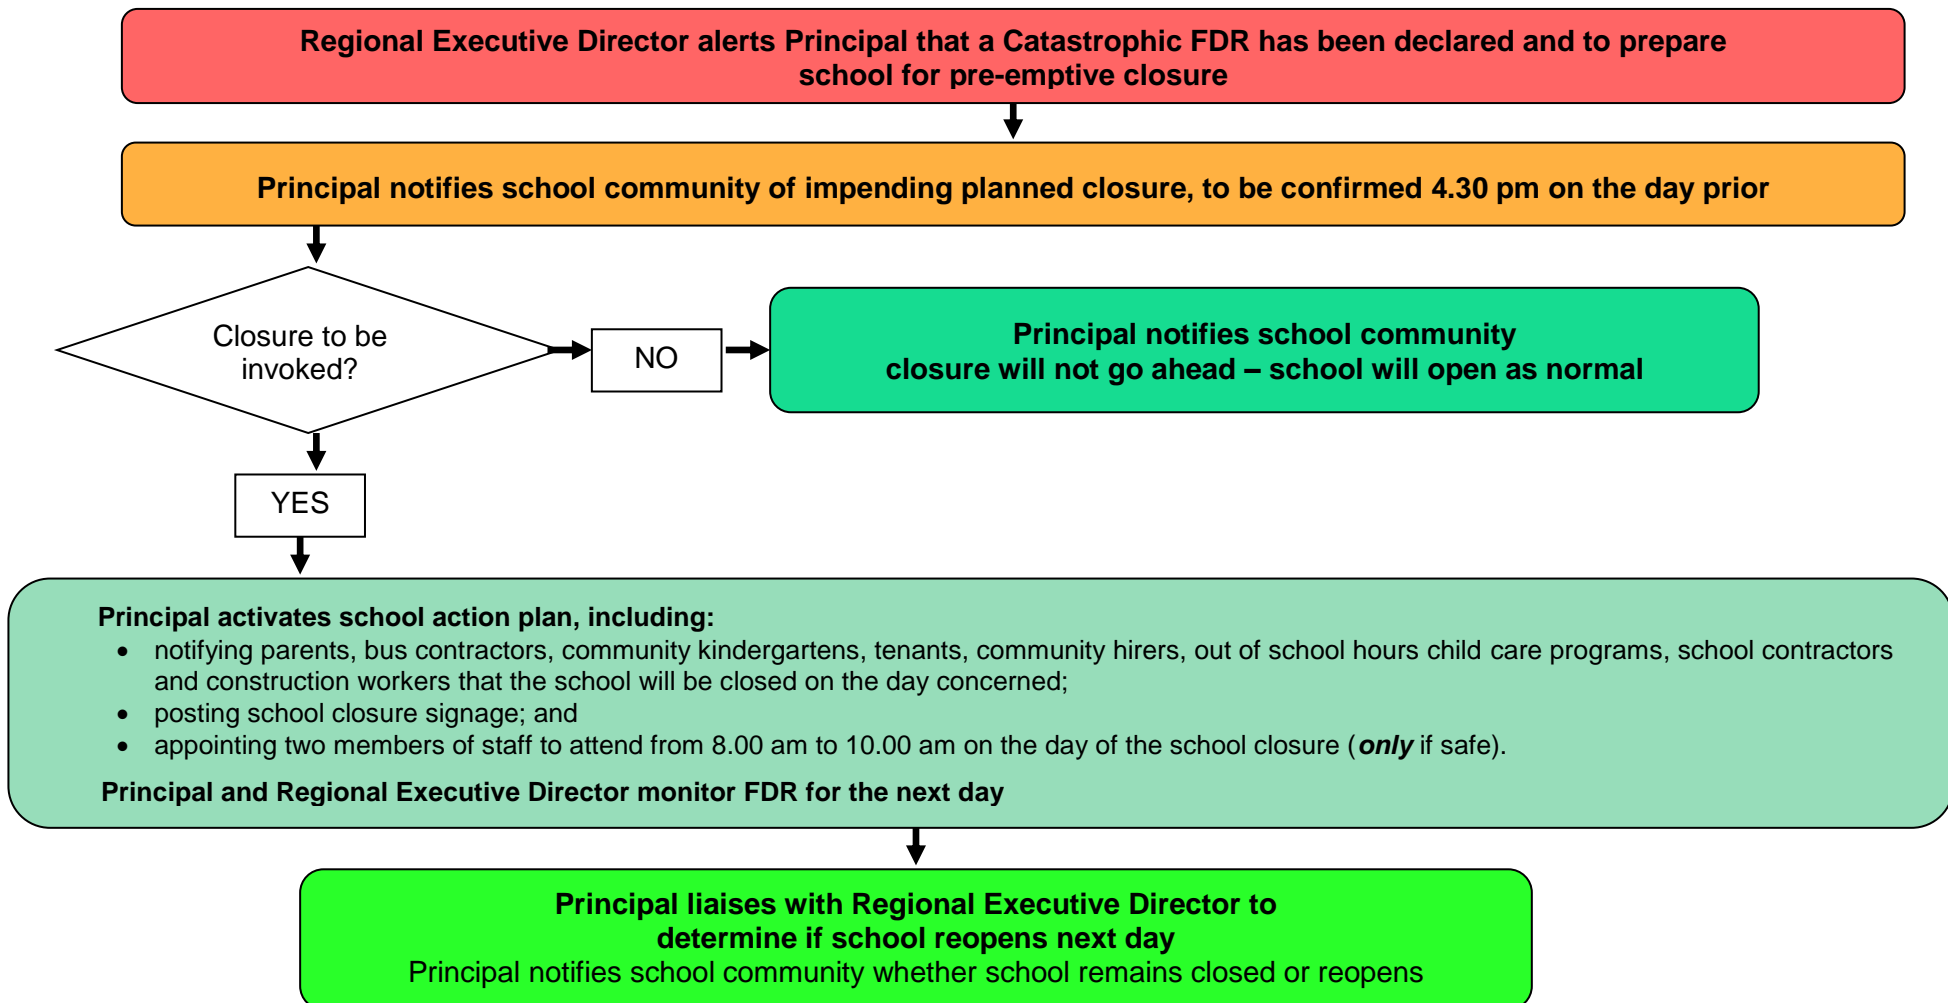 Regional Executive Director alerts Principal that a Catastrophic FDR has been declared and to prepare
school for pre-emptive closure
Principal notifies school community of impending planned closure, to be confirmed 4.30 pm on the day prior
Closure to be
invoked?
NO
Principal notifies school community
closure will not go ahead – school will open as normal
YES
Principal activates school action plan, including:
• notifying parents, bus contractors, community kindergartens, tenants, community hirers, out of school hours child care programs, school contractors
and construction workers that the school will be closed on the day concerned;
• posting school closure signage; and
• appointing two members of staff to attend from 8.00 am to 10.00 am on the day of the school closure (only if safe).
Principal and Regional Executive Director monitor FDR for the next day
Principal liaises with Regional Executive Director to
determine if school reopens next day
Principal notifies school community whether school remains closed or reopens